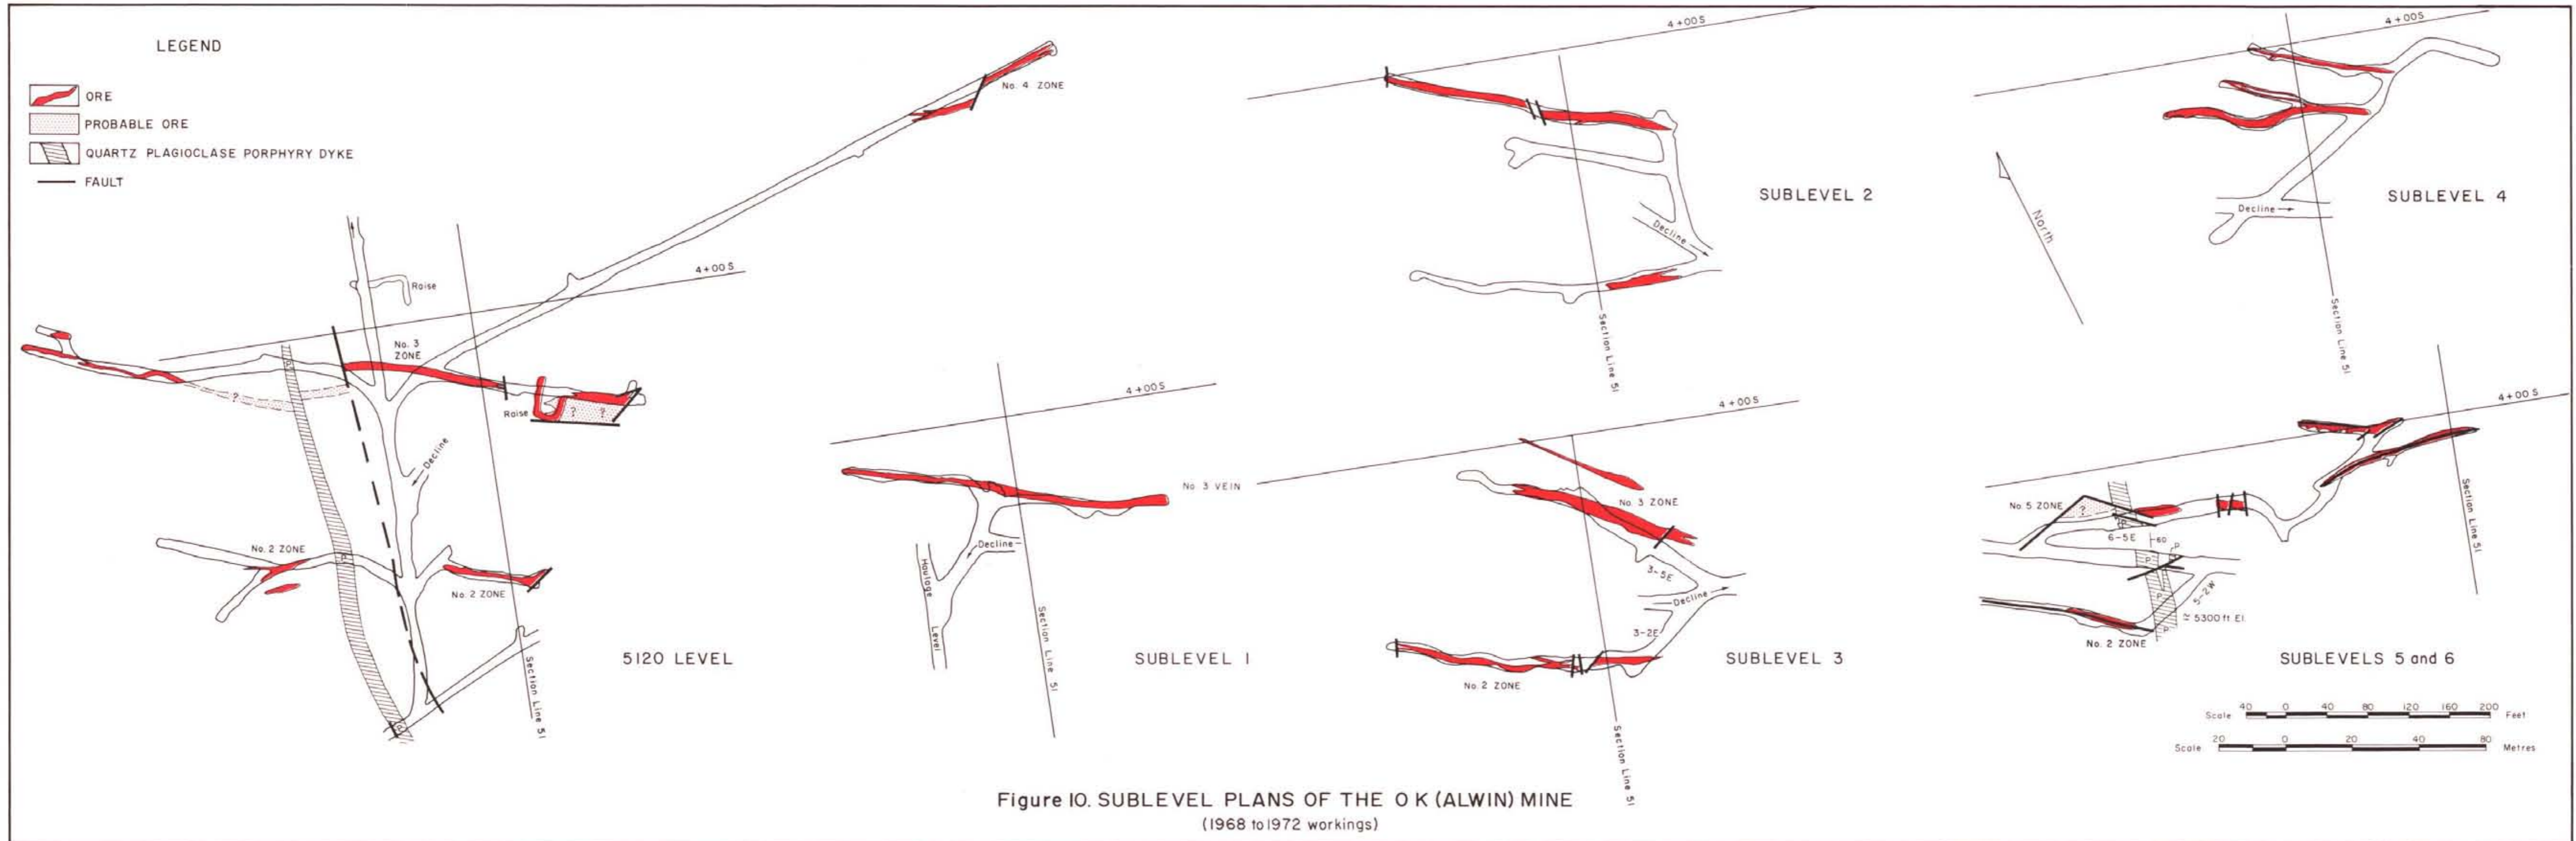 LEGEND
ORE
PROBABLE ORE
QUARTZ PLAGIOCLASE PORPHYRY DYKE
FAULT
No. 4 ZONE
Raise
4+00S
No. 3
ZONE
?
Raise
? ?
Decline
No. 2 ZONE
P
No. 2 ZONE
P
Section Line 51
5120 LEVEL
4+00S
Decline
Section Line 51
SUBLEVEL 2
4+00S
Decline
Section Line 51
SUBLEVEL 4
North
4+00S
No 3 VEIN
Decline
Haulage
Level
Section Line 51
SUBLEVEL 1
4+00S
No. 3 ZONE
3-5E
Decline
3-2E
No. 2 ZONE
Section Line 51
SUBLEVEL 3
4+00S
No. 5 ZONE
?
P
6-5E
60
P
P
P
5-2W
≈ 5300 ft El.
P
No. 2 ZONE
Section Line 51
SUBLEVELS 5 and 6
Scale 40 0 40 80 120 160 200 Feet
Scale 20 0 20 40 80 Metres
Figure 10. SUBLEVEL PLANS OF THE O K (ALWIN) MINE
(1968 to 1972 workings)